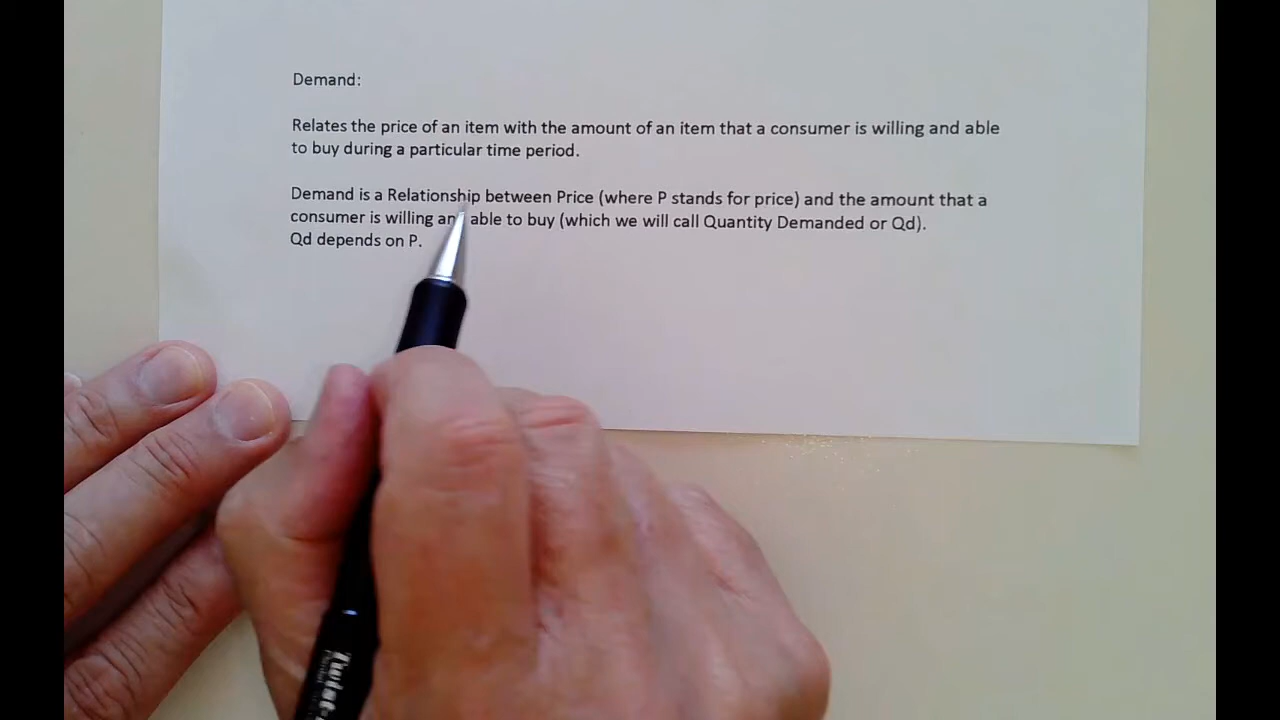 Demand:
Relates the price of an item with the amount of an item that a consumer is willing and able
to buy during a particular time period.
Demand is a Relationship between Price (where P stands for price) and the amount that a
consumer is willing and able to buy (which we will call Quantity Demanded or Qd).
Qd depends on P.
Twist-